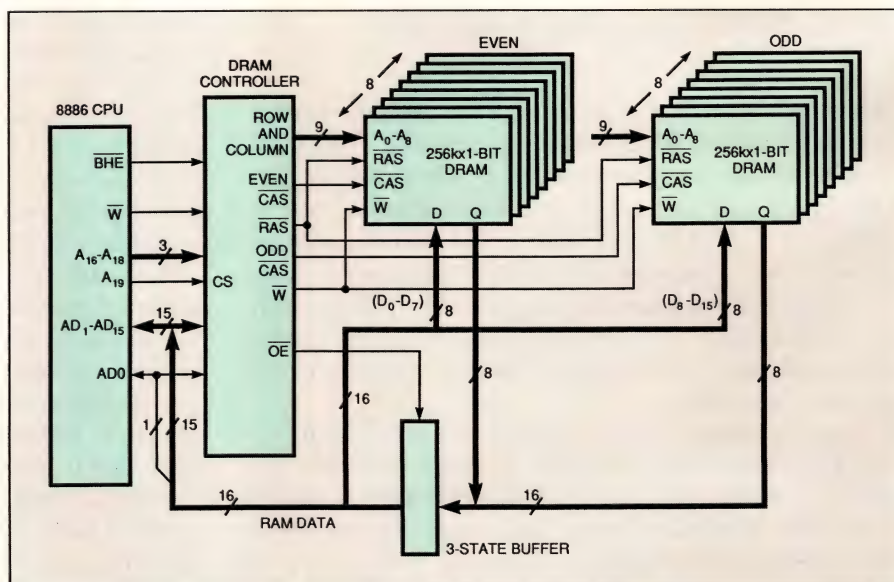 EVEN
ODD
DRAM
CONTROLLER
8
8
8886 CPU
ROW
AND
COLUMN
9
A0-A8
256kx1-BIT
DRAM
RAS
CAS
W
D Q
9
A0-A8
256kx1-BIT
DRAM
RAS
CAS
W
D Q
BHE
W
A16-A18
3
A19
CS
AD1-AD15
15
AD0
EVEN
CAS
RAS
ODD
CAS
W
OE
(D0-D7)
8
(D8-D15)
8
16
8
8
1
15
16
RAM DATA
16
3-STATE BUFFER